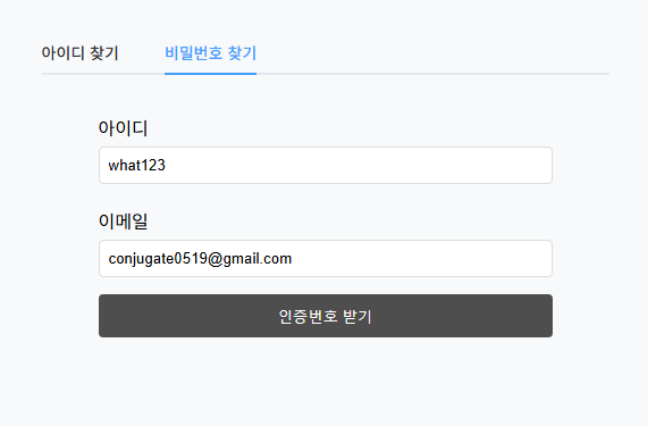 아이디 찾기 비밀번호 찾기
아이디
what123
이메일
conjugate0519@gmail.com
인증번호 받기